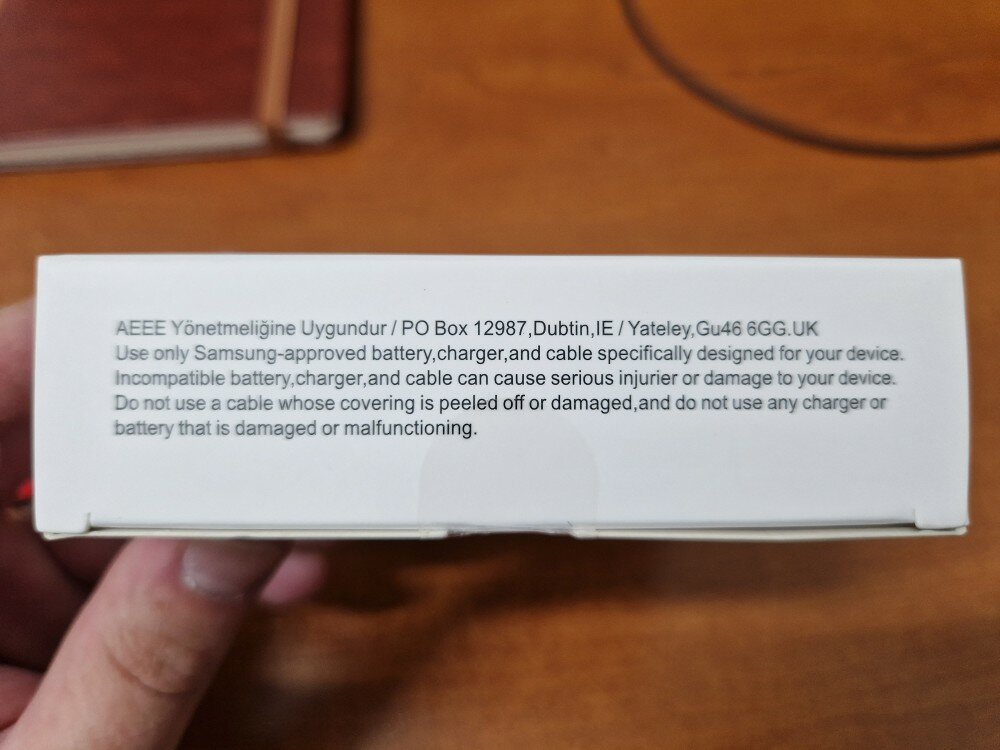 AEEE Yönetmeliğine Uygundur / PO Box 12987,Dubtin,IE / Yateley,Gu46 6GG.UK
Use only Samsung-approved battery,charger,and cable specifically designed for your device.
Incompatible battery,charger,and cable can cause serious injurier or damage to your device.
Do not use a cable whose covering is peeled off or damaged,and do not use any charger or
battery that is damaged or malfunctioning.